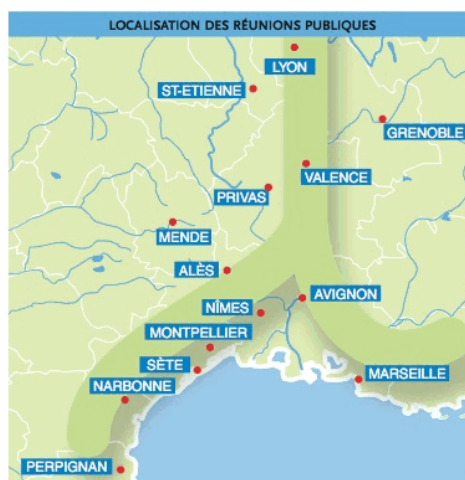 LOCALISATION DES RÉUNIONS PUBLIQUES
LYON
ST-ETIENNE
GRENOBLE
VALENCE
PRIVAS
MENDE
ALÈS
AVIGNON
NÎMES
MONTPELLIER
SÈTE
MARSEILLE
NARBONNE
PERPIGNAN